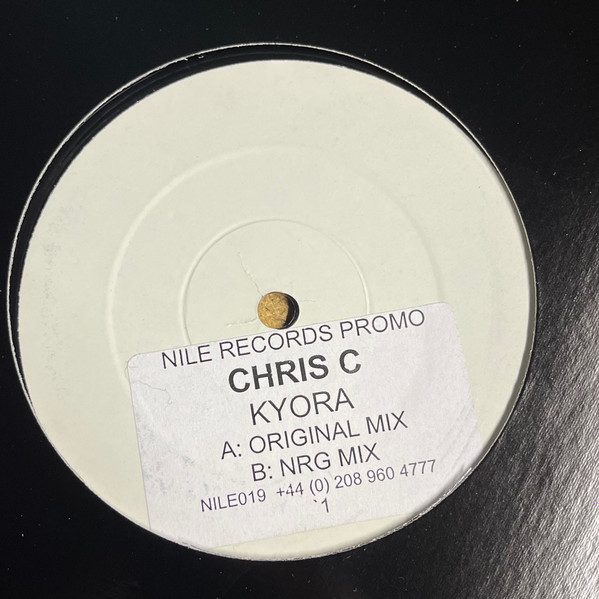 NILE RECORDS PROMO
CHRIS C
KYORA
A: ORIGINAL MIX
B: NRG MIX
NILE019 +44 (0) 208 960 4777
`1